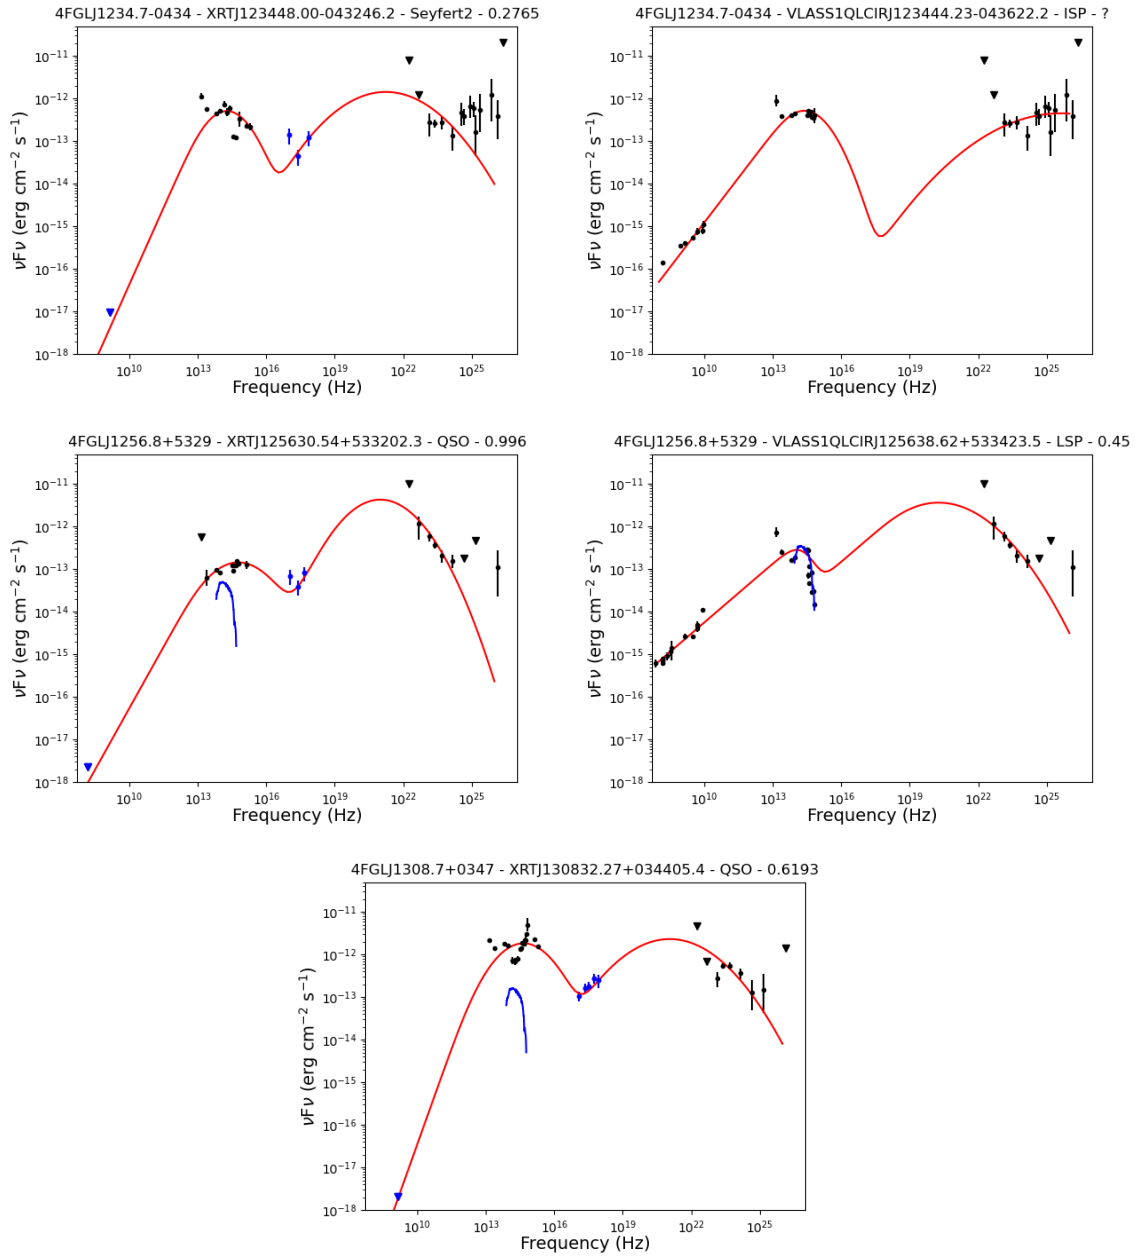 4FGLJ1234.7-0434 - XRTJ123448.00-043246.2 - Seyfert2 - 0.2765
10⁻¹¹
10⁻¹²
10⁻¹³
10⁻¹⁴
10⁻¹⁵
10⁻¹⁶
10⁻¹⁷
10⁻¹⁸
νFν (erg cm⁻² s⁻¹)
10¹⁰ 10¹³ 10¹⁶ 10¹⁹ 10²² 10²⁵
Frequency (Hz)
4FGLJ1234.7-0434 - VLASS1QLCIRJ123444.23-043622.2 - ISP - ?
10⁻¹¹
10⁻¹²
10⁻¹³
10⁻¹⁴
10⁻¹⁵
10⁻¹⁶
10⁻¹⁷
10⁻¹⁸
νFν (erg cm⁻² s⁻¹)
10¹⁰ 10¹³ 10¹⁶ 10¹⁹ 10²² 10²⁵
Frequency (Hz)
4FGLJ1256.8+5329 - XRTJ125630.54+533202.3 - QSO - 0.996
10⁻¹¹
10⁻¹²
10⁻¹³
10⁻¹⁴
10⁻¹⁵
10⁻¹⁶
10⁻¹⁷
10⁻¹⁸
νFν (erg cm⁻² s⁻¹)
10¹⁰ 10¹³ 10¹⁶ 10¹⁹ 10²² 10²⁵
Frequency (Hz)
4FGLJ1256.8+5329 - VLASS1QLCIRJ125638.62+533423.5 - LSP - 0.45
10⁻¹¹
10⁻¹²
10⁻¹³
10⁻¹⁴
10⁻¹⁵
10⁻¹⁶
10⁻¹⁷
10⁻¹⁸
νFν (erg cm⁻² s⁻¹)
10¹⁰ 10¹³ 10¹⁶ 10¹⁹ 10²² 10²⁵
Frequency (Hz)
4FGLJ1308.7+0347 - XRTJ130832.27+034405.4 - QSO - 0.6193
10⁻¹¹
10⁻¹²
10⁻¹³
10⁻¹⁴
10⁻¹⁵
10⁻¹⁶
10⁻¹⁷
10⁻¹⁸
νFν (erg cm⁻² s⁻¹)
10¹⁰ 10¹³ 10¹⁶ 10¹⁹ 10²² 10²⁵
Frequency (Hz)